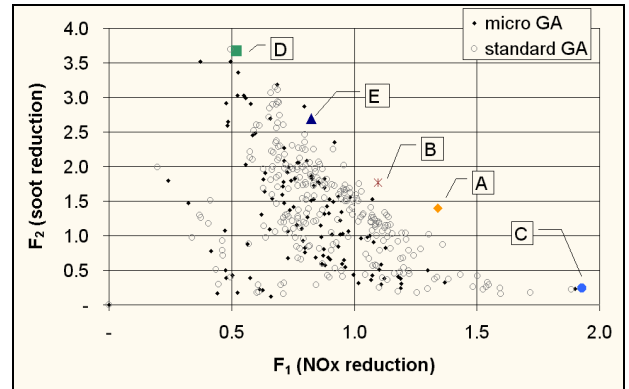 micro GA
standard GA
4.0
3.5
3.0
2.5
2.0
1.5
1.0
0.5
-
F2 (soot reduction)
D
E
B
A
C
- 0.5 1.0 1.5 2.0
F1 (NOx reduction)